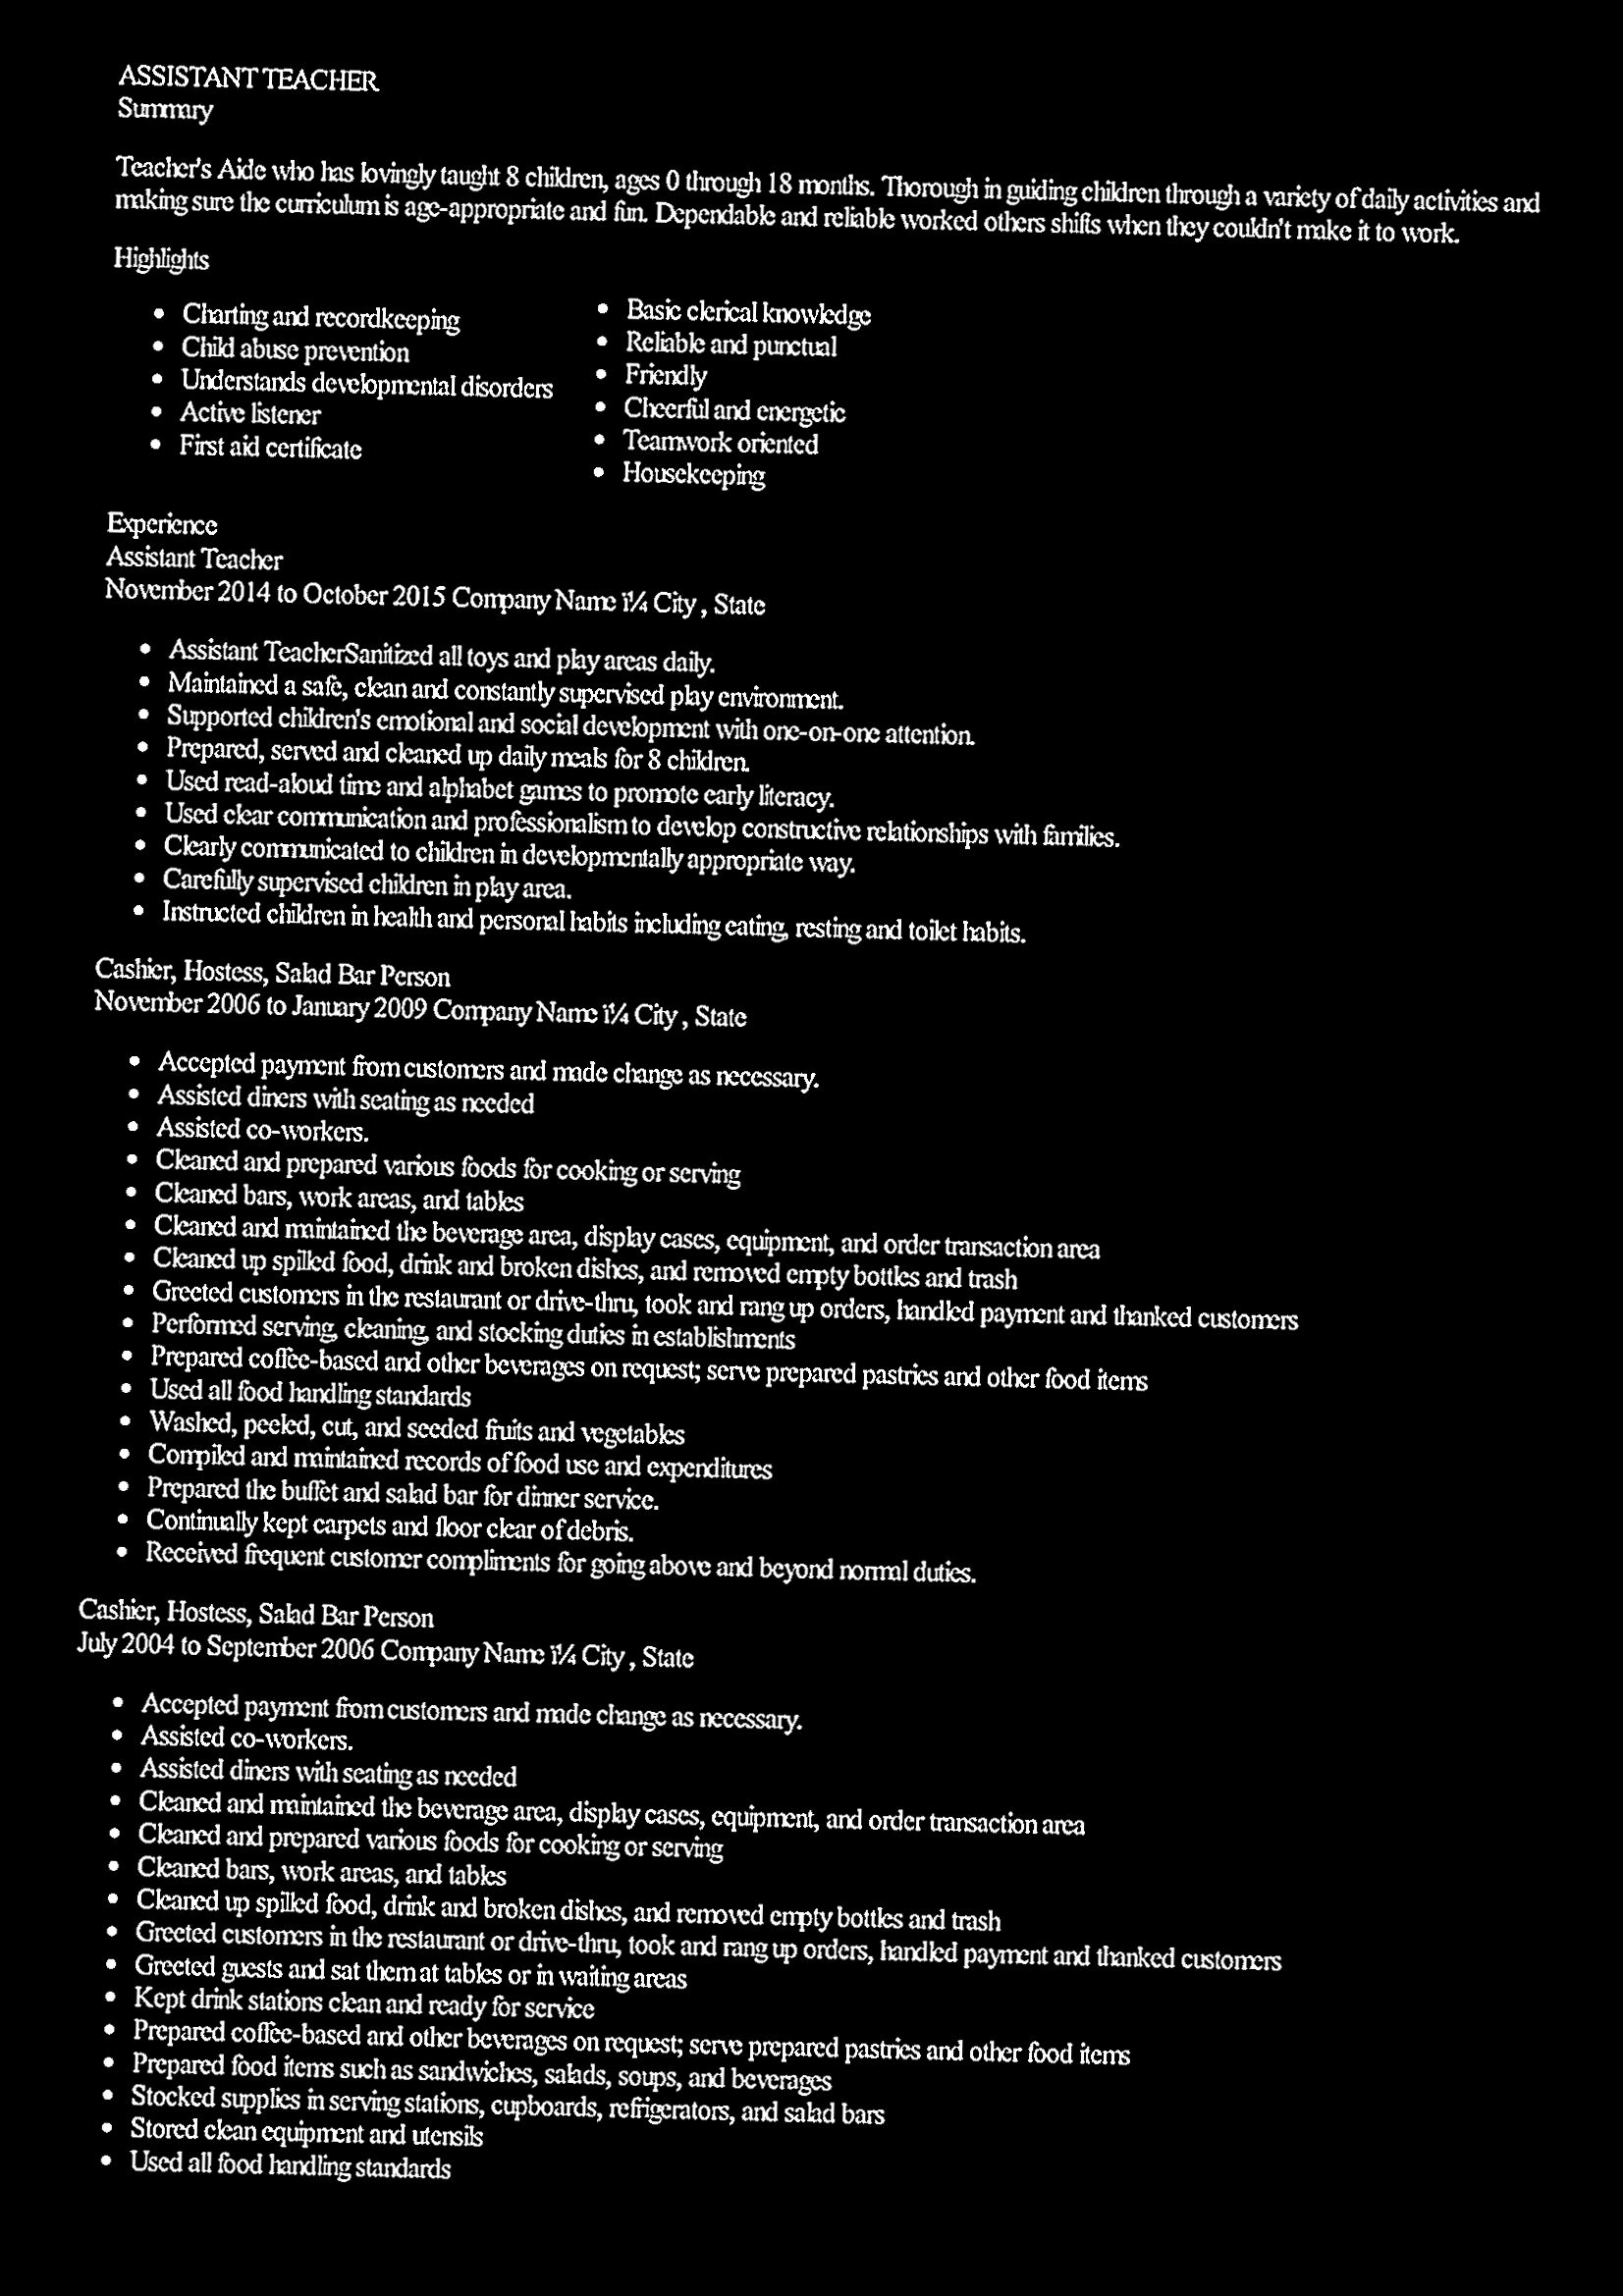 ASSISTANT TEACHER
Summary
Teacher's Aide who has lovingly taught 8 children, ages 0 through 18 months. Thorough in guiding children through a variety of daily activities and
making sure the curriculum is age-appropriate and fun. Dependable and reliable worked others shifts when they couldn't make it to work.
Highlights
• Charting and recordkeeping
• Child abuse prevention
• Understands developmental disorders
• Active listener
• First aid certificate
• Basic clerical knowledge
• Reliable and punctual
• Friendly
• Cheerful and energetic
• Teamwork oriented
• Housekeeping
Experience
Assistant Teacher
November 2014 to October 2015 Company Name ï¼ City , State
• Assistant TeacherSanitized all toys and play areas daily.
• Maintained a safe, clean and constantly supervised play environment.
• Supported children's emotional and social development with one-on-one attention.
• Prepared, served and cleaned up daily meals for 8 children.
• Used read-aloud time and alphabet games to promote early literacy.
• Used clear communication and professionalism to develop constructive relationships with families.
• Clearly communicated to children in developmentally appropriate way.
• Carefully supervised children in play area.
• Instructed children in health and personal habits including eating, resting and toilet habits.
Cashier, Hostess, Salad Bar Person
November 2006 to January 2009 Company Name ï¼ City , State
• Accepted payment from customers and made change as necessary.
• Assisted diners with seating as needed
• Assisted co-workers.
• Cleaned and prepared various foods for cooking or serving
• Cleaned bars, work areas, and tables
• Cleaned and maintained the beverage area, display cases, equipment, and order transaction area
• Cleaned up spilled food, drink and broken dishes, and removed empty bottles and trash
• Greeted customers in the restaurant or drive-thru, took and rang up orders, handled payment and thanked customers
• Performed serving, cleaning, and stocking duties in establishments
• Prepared coffee-based and other beverages on request; serve prepared pastries and other food items
• Used all food handling standards
• Washed, peeled, cut, and seeded fruits and vegetables
• Compiled and maintained records of food use and expenditures
• Prepared the buffet and salad bar for dinner service.
• Continually kept carpets and floor clear of debris.
• Received frequent customer compliments for going above and beyond normal duties.
Cashier, Hostess, Salad Bar Person
July 2004 to September 2006 Company Name ï¼ City , State
• Accepted payment from customers and made change as necessary.
• Assisted co-workers.
• Assisted diners with seating as needed
• Cleaned and maintained the beverage area, display cases, equipment, and order transaction area
• Cleaned and prepared various foods for cooking or serving
• Cleaned bars, work areas, and tables
• Cleaned up spilled food, drink and broken dishes, and removed empty bottles and trash
• Greeted customers in the restaurant or drive-thru, took and rang up orders, handled payment and thanked customers
• Greeted guests and sat them at tables or in waiting areas
• Kept drink stations clean and ready for service
• Prepared coffee-based and other beverages on request; serve prepared pastries and other food items
• Prepared food items such as sandwiches, salads, soups, and beverages
• Stocked supplies in serving stations, cupboards, refrigerators, and salad bars
• Stored clean equipment and utensils
• Used all food handling standards